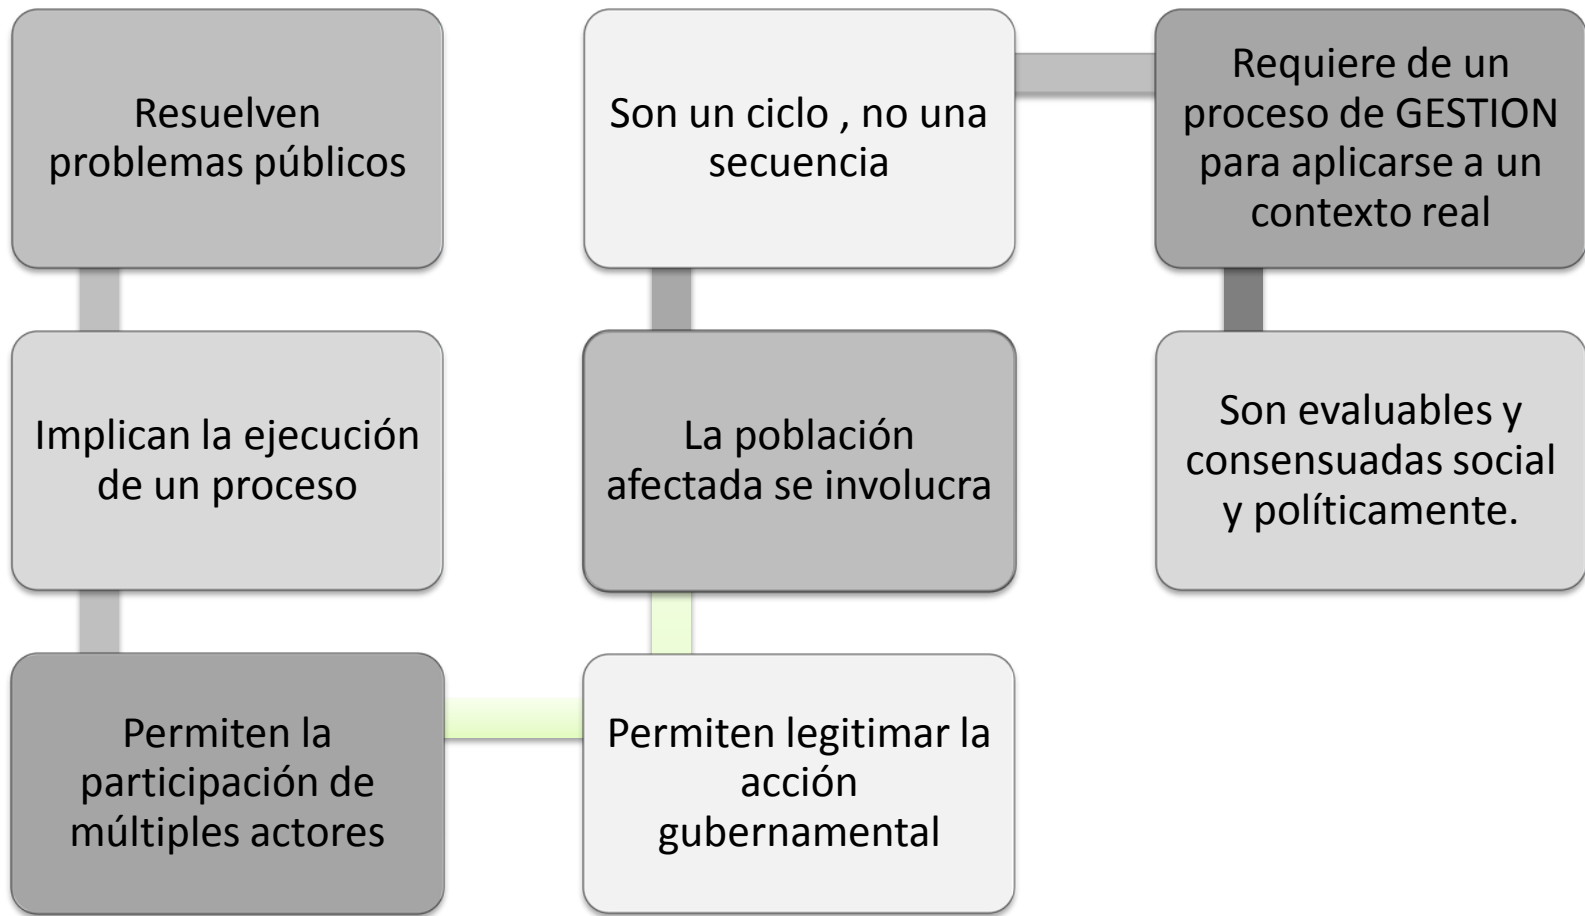 Resuelven
problemas públicos
Implican la ejecución
de un proceso
Permiten la
participación de
múltiples actores
Permiten legitimar la
acción
gubernamental
La población
afectada se involucra
Son un ciclo , no una
secuencia
Requiere de un
proceso de GESTION
para aplicarse a un
contexto real
Son evaluables y
consensuadas social
y políticamente.